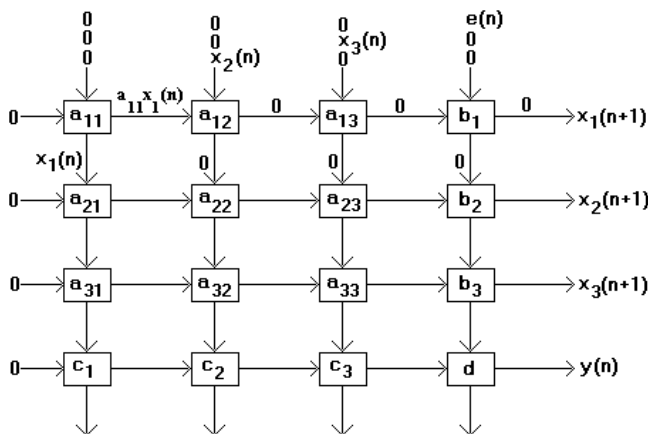 0 0 0 e(n)
0 0 x₃(n) 0
0 x₂(n) 0 0
a₁₁x₁(n) 0 0 0
0 a₁₁ a₁₂ a₁₃ b₁ x₁(n+1)
x₁(n) 0 0 0
0 a₂₁ a₂₂ a₂₃ b₂ x₂(n+1)
0 a₃₁ a₃₂ a₃₃ b₃ x₃(n+1)
0 c₁ c₂ c₃ d y(n)